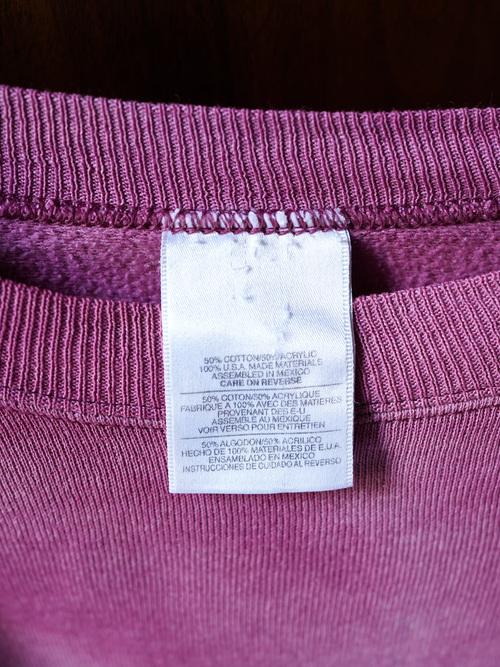 50% COTTON/50% ACRYLIC
100% U.S.A. MADE MATERIALS
ASSEMBLED IN MEXICO
CARE ON REVERSE
50% COTON/50% ACRYLIQUE
FABRIQUE A 100% AVEC DES MATIERES
PROVENANT DES E-U
ASSEMBLE AU MEXIQUE
VOIR VERSO POUR ENTRETIEN
50% ALGODON/50% ACRILICO
HECHO DE 100% MATERIALES DE E.U.A.
ENSAMBLADO EN MEXICO
INSTRUCCIONES DE CUIDADO AL REVERSO